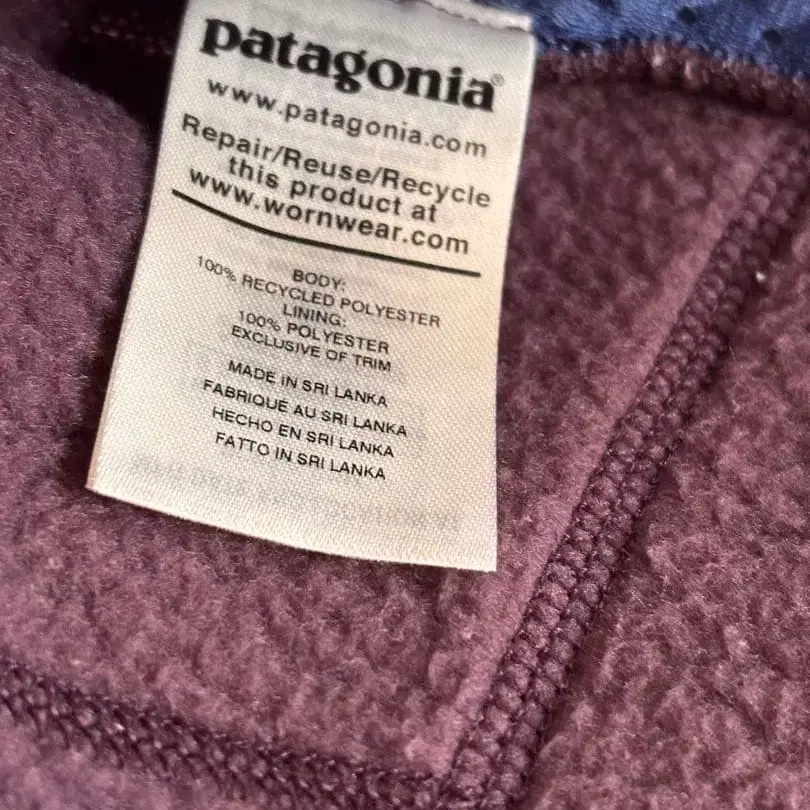 patagonia®
www.patagonia.com
Repair/Reuse/Recycle
this product at
www.wornwear.com
BODY:
100% RECYCLED POLYESTER
LINING:
100% POLYESTER
EXCLUSIVE OF TRIM
MADE IN SRI LANKA
FABRIQUÉ AU SRI LANKA
HECHO EN SRI LANKA
FATTO IN SRI LANKA